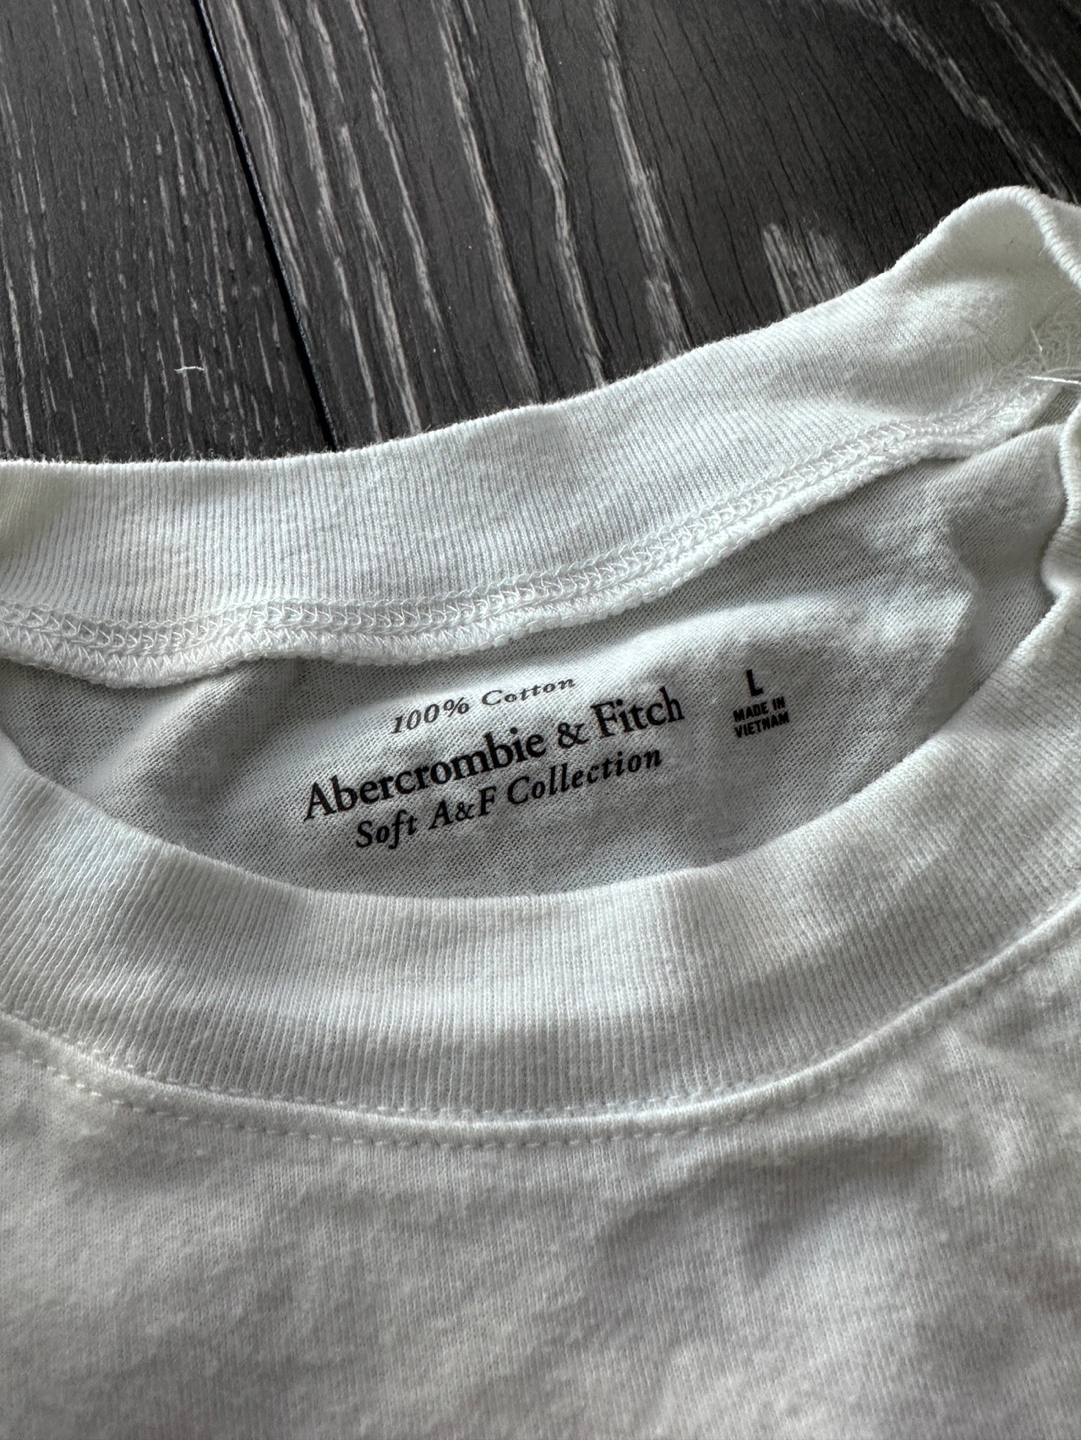 100% Cotton
Abercrombie & Fitch
Soft A&F Collection
L
MADE IN
VIETNAM